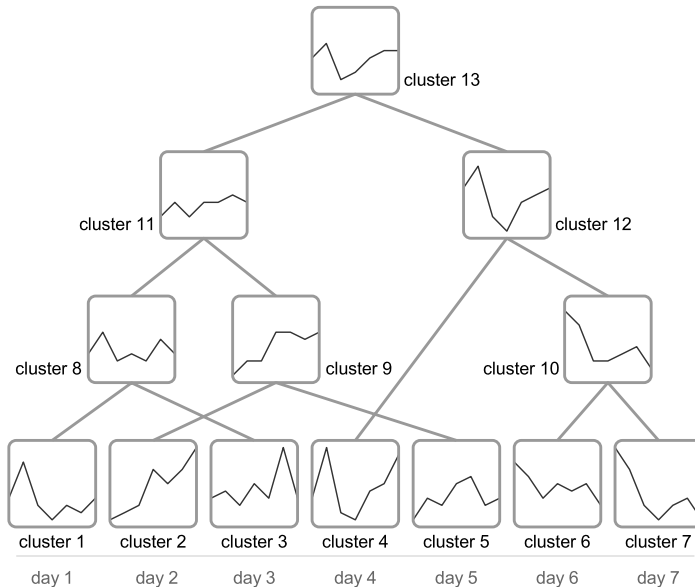 cluster 13
cluster 11
cluster 12
cluster 8
cluster 9
cluster 10
cluster 1
cluster 2
cluster 3
cluster 4
cluster 5
cluster 6
cluster 7
day 1
day 2
day 3
day 4
day 5
day 6
day 7